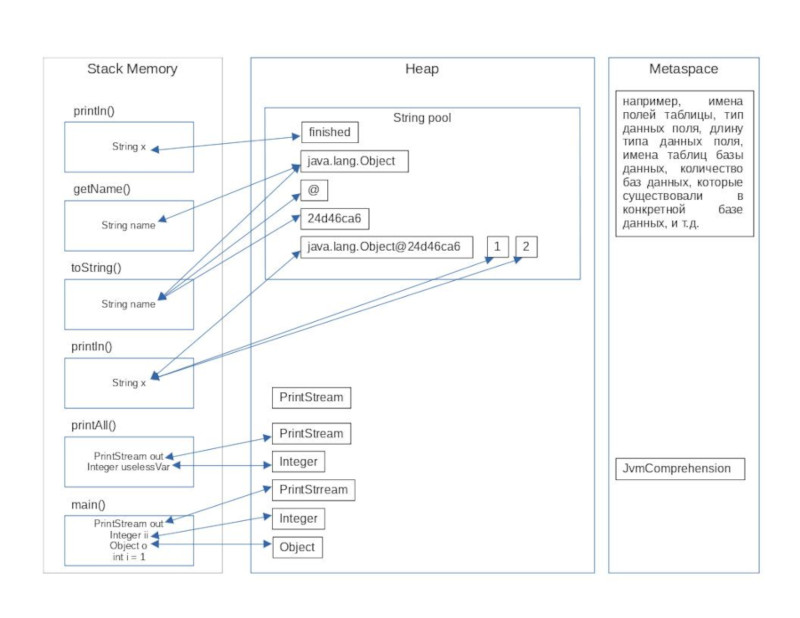 Stack Memory
Heap
Metaspace
println()
String x
getName()
String name
toString()
String name
println()
String x
printAll()
PrintStream out
Integer uselessVar
main()
PrintStream out
Integer ii
Object o
int i = 1
String pool
finished
java.lang.Object
@
24d46ca6
java.lang.Object@24d46ca6
1
2
PrintStream
PrintStream
Integer
PrintStrream
Integer
Object
например, имена
полей таблицы, тип
данных поля, длину
типа данных поля,
имена таблиц базы
данных, количество
баз данных, которые
существовали в
конкретной базе
данных, и т.д.
JvmComprehension